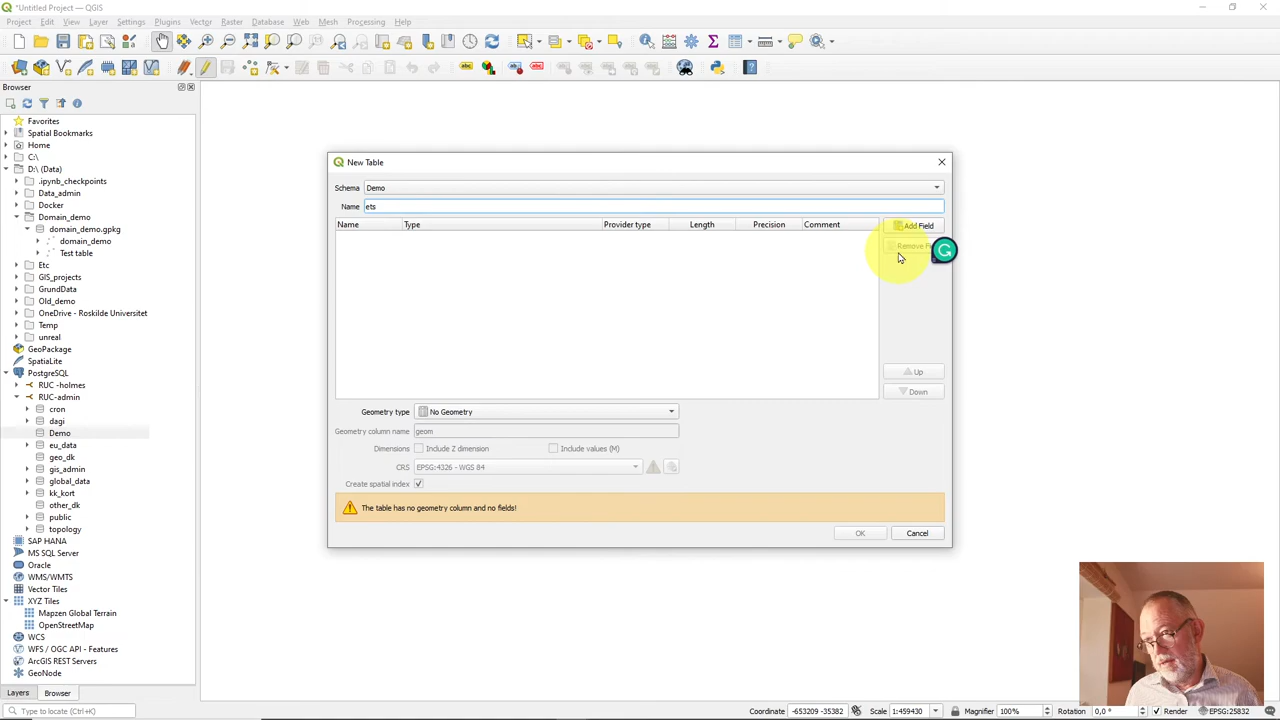 *Untitled Project — QGIS
Project Edit View Layer Settings Plugins Vector Raster Database Web Mesh Processing Help
Browser
Favorites
Spatial Bookmarks
Home
C:\
D:\ (Data)
.ipynb_checkpoints
Data_admin
Docker
Domain_demo
domain_demo.gpkg
domain_demo
Test table
Etc
GIS_projects
GrundData
Old_demo
OneDrive - Roskilde Universitet
Temp
unreal
GeoPackage
SpatiaLite
PostgreSQL
RUC -holmes
RUC-admin
cron
dagi
Demo
eu_data
geo_dk
gis_admin
global_data
kk_kort
other_dk
public
topology
SAP HANA
MS SQL Server
Oracle
WMS/WMTS
Vector Tiles
XYZ Tiles
Mapzen Global Terrain
OpenStreetMap
WCS
WFS / OGC API - Features
ArcGIS REST Servers
GeoNode
Layers Browser
New Table
Schema Demo
Name ets
Name Type Provider type Length Precision Comment
Add Field
Remove
Up
Down
Geometry type No Geometry
Geometry column name geom
Dimensions Include Z dimension Include values (M)
CRS EPSG:4326 - WGS 84
Create spatial index
The table has no geometry column and no fields!
OK Cancel
Type to locate (Ctrl+K)
Coordinate -653209 -35382 Scale 1:459430 Magnifier 100% Rotation 0,0 ° Render EPSG:25832